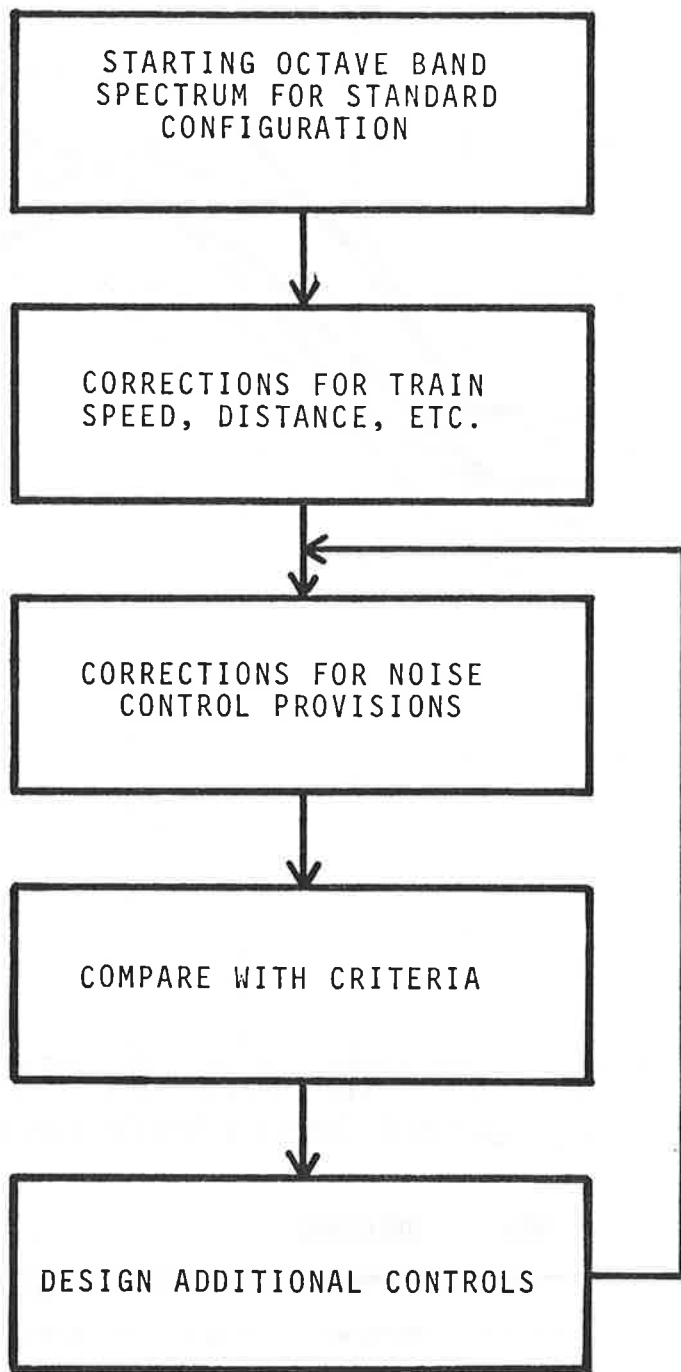 STARTING OCTAVE BAND
SPECTRUM FOR STANDARD
CONFIGURATION
CORRECTIONS FOR TRAIN
SPEED, DISTANCE, ETC.
CORRECTIONS FOR NOISE
CONTROL PROVISIONS
COMPARE WITH CRITERIA
DESIGN ADDITIONAL CONTROLS